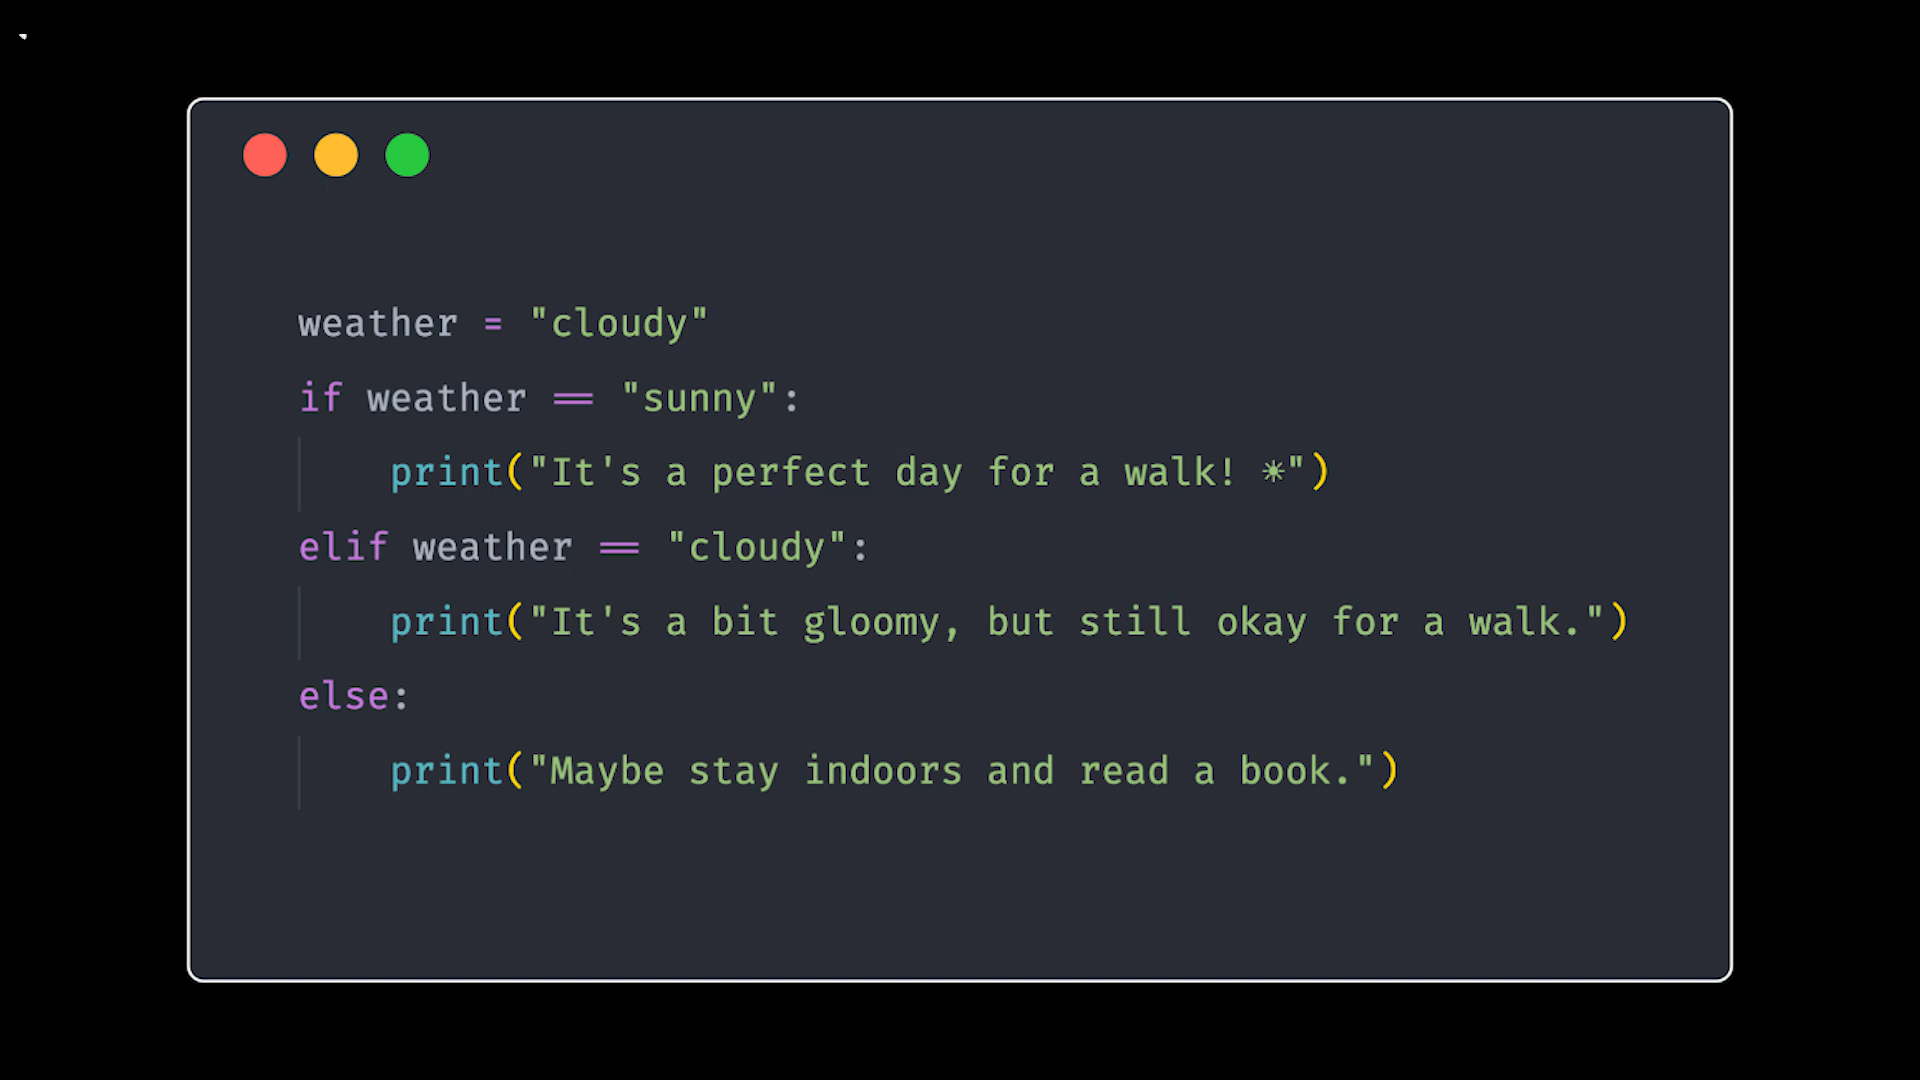 weather = "cloudy"
if weather == "sunny":
print("It's a perfect day for a walk! ☀")
elif weather == "cloudy":
print("It's a bit gloomy, but still okay for a walk.")
else:
print("Maybe stay indoors and read a book.")